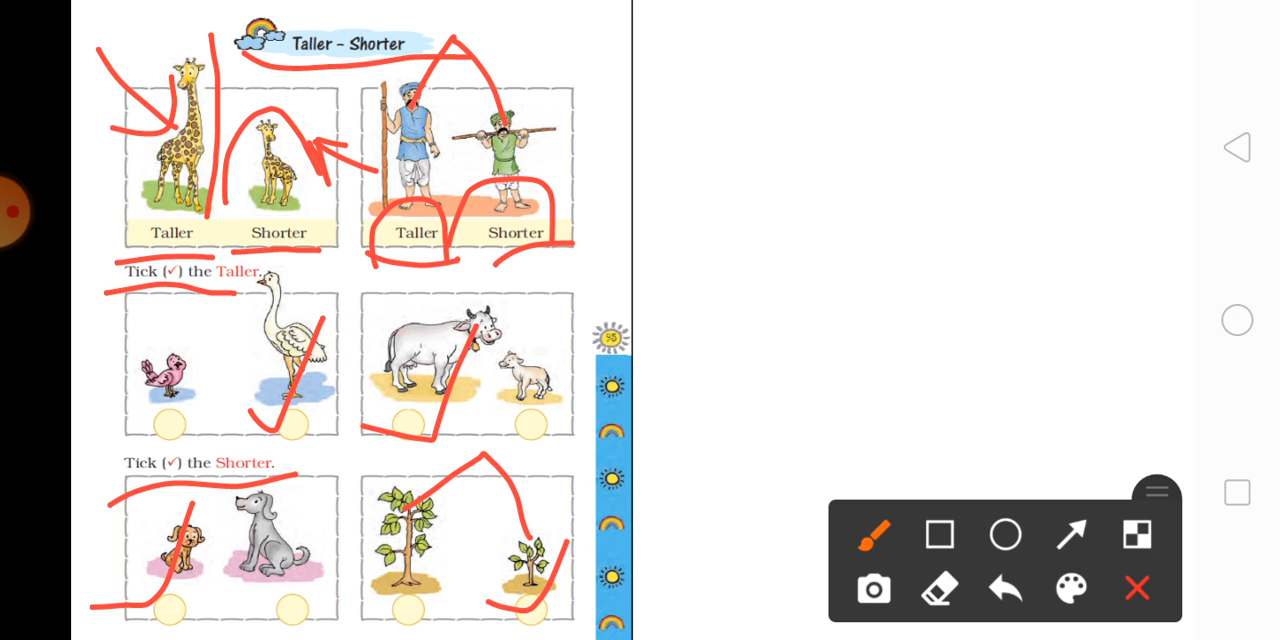 Taller – Shorter
Taller Shorter
Taller Shorter
Tick (✓) the Taller.
Tick (✓) the Shorter.